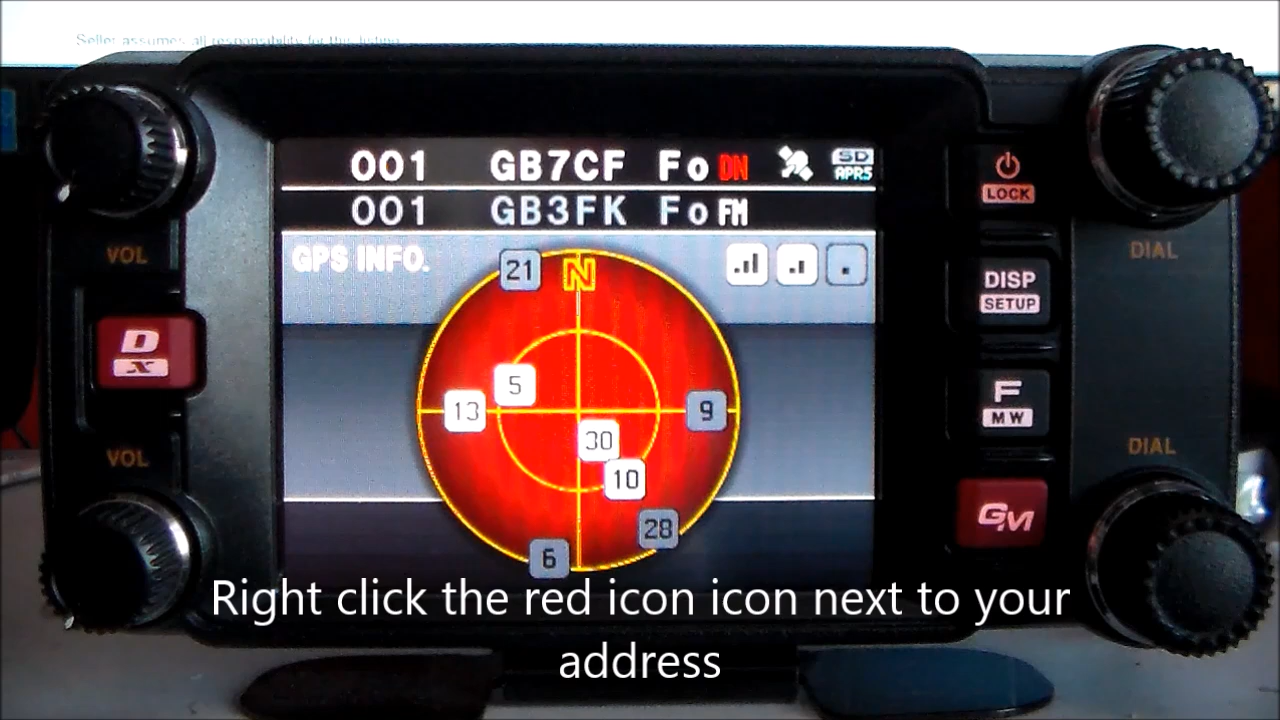 Seller assumes all responsibility for this listing
001 GB7CF Fo DN SD APRS
001 GB3FK Fo FM
GPS INFO.
21 N
5
13 9
30
10
28
6
VOL
D X
VOL
LOCK
DISP SETUP
F MW
GM
DIAL
DIAL
Right click the red icon icon next to your
address